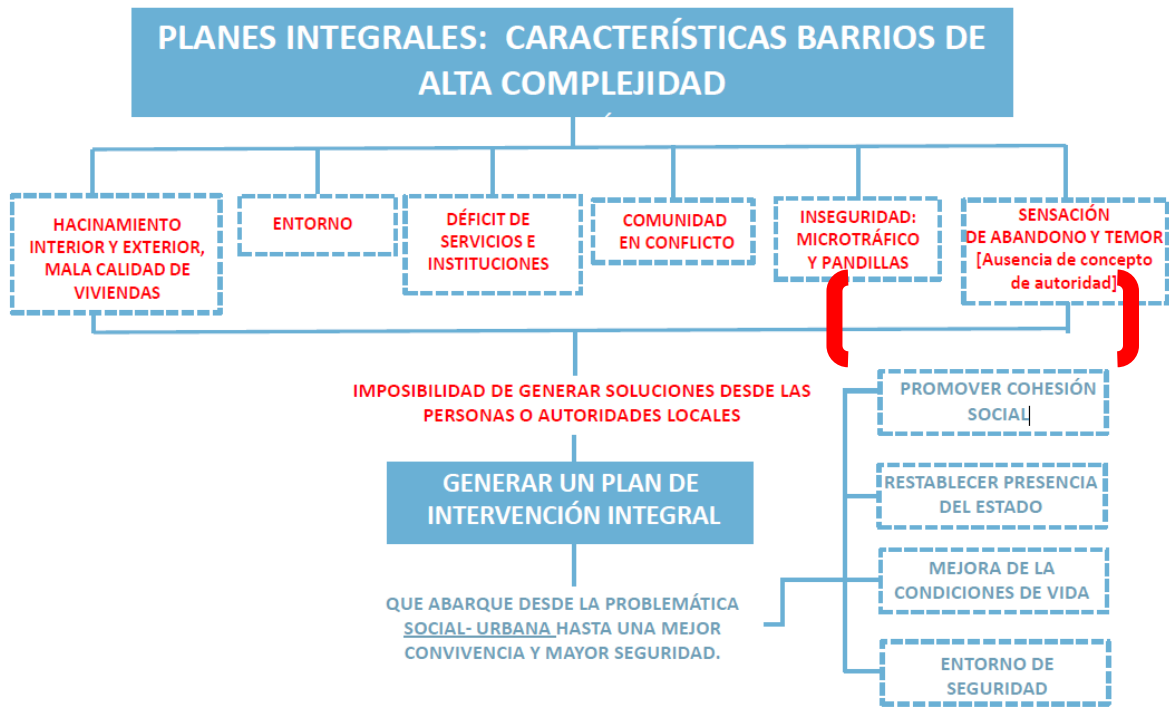 PLANES INTEGRALES: CARACTERÍSTICAS BARRIOS DE
ALTA COMPLEJIDAD
HACINAMIENTO
INTERIOR Y EXTERIOR,
MALA CALIDAD DE
VIVIENDAS
ENTORNO
DÉFICIT DE
SERVICIOS E
INSTITUCIONES
COMUNIDAD
EN CONFLICTO
INSEGURIDAD:
MICROTRÁFICO
Y PANDILLAS
SENSACIÓN
DE ABANDONO Y TEMOR
[Ausencia de concepto
de autoridad]
IMPOSIBILIDAD DE GENERAR SOLUCIONES DESDE LAS
PERSONAS O AUTORIDADES LOCALES
GENERAR UN PLAN DE
INTERVENCIÓN INTEGRAL
QUE ABARQUE DESDE LA PROBLEMÁTICA
SOCIAL- URBANA HASTA UNA MEJOR
CONVIVENCIA Y MAYOR SEGURIDAD.
PROMOVER COHESIÓN
SOCIAL
RESTABLECER PRESENCIA
DEL ESTADO
MEJORA DE LA
CONDICIONES DE VIDA
ENTORNO DE
SEGURIDAD